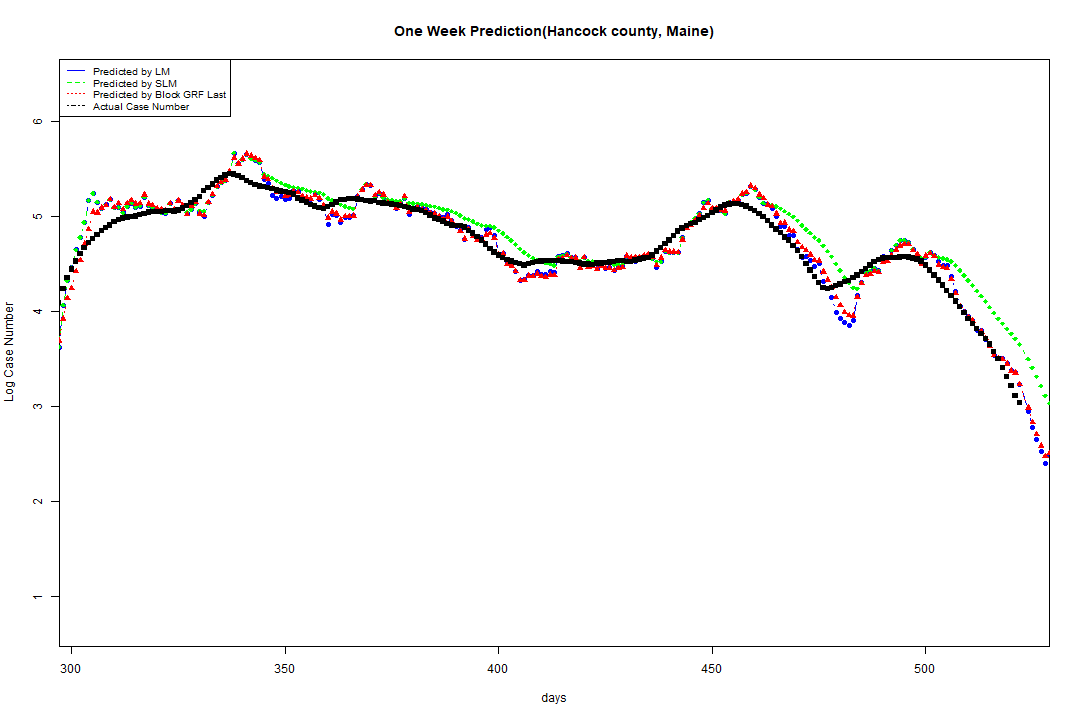 One Week Prediction(Hancock county, Maine)
Predicted by LM
Predicted by SLM
Predicted by Block GRF Last
Actual Case Number
Log Case Number
6
5
4
3
2
1
300 350 400 450 500
days